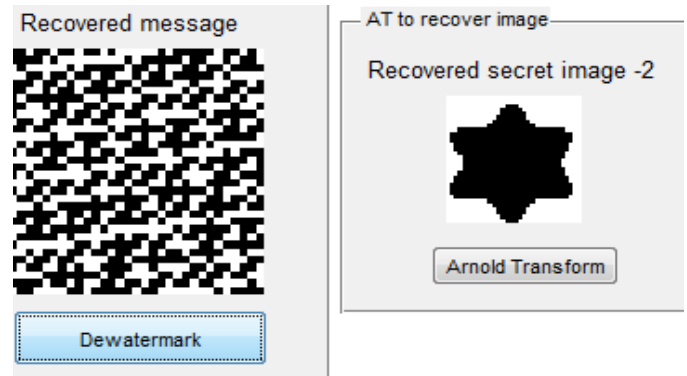 Recovered message
Dewatermark
AT to recover image
Recovered secret image -2
Arnold Transform